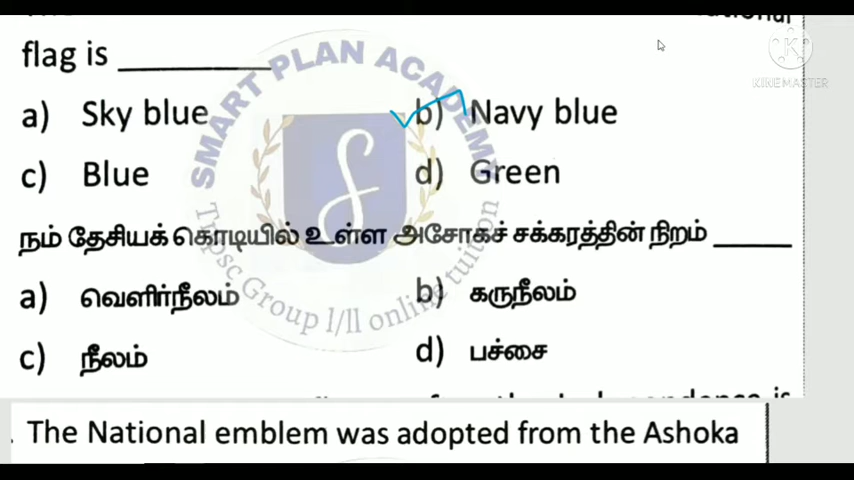 flag is ________
a) Sky blue b) Navy blue
c) Blue d) Green
நம் தேசியக் கொடியில் உள்ள அசோகச் சக்கரத்தின் நிறம் ______
a) வெளிர்நீலம் b) கருநீலம்
c) நீலம் d) பச்சை
. The National emblem was adopted from the Ashoka
SMART PLAN ACADEMY
Tnpsc Group I/II online tuition
KINEMASTER